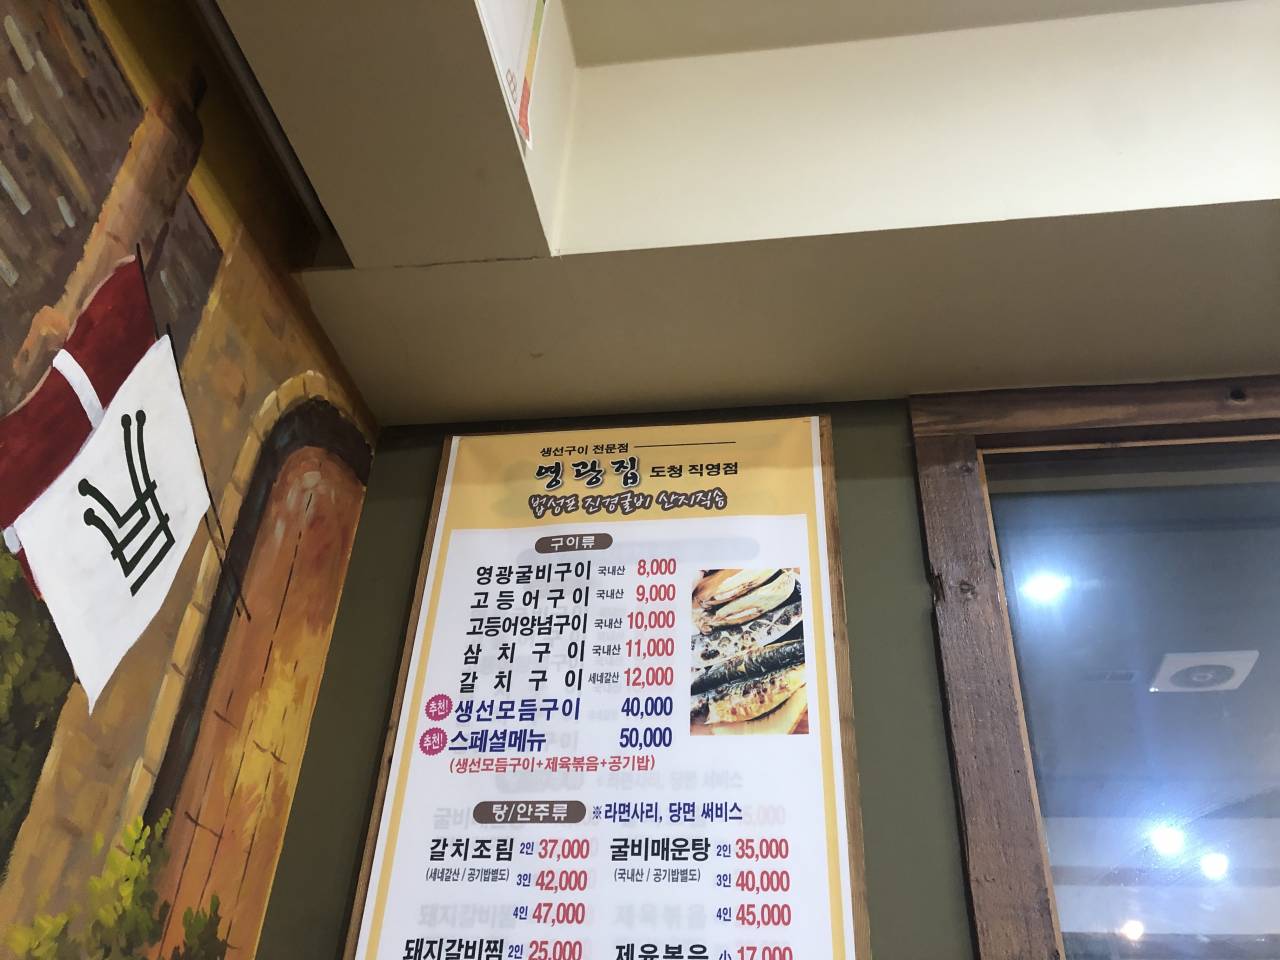 생선구이 전문점
영광집 도청 직영점
법성포 진경굴비 산지직송
구이류
영광굴비구이 국내산 8,000
고등어구이 국내산 9,000
고등어양념구이 국내산 10,000
삼치구이 국내산 11,000
갈치구이 세네갈산 12,000
추천! 생선모듬구이 40,000
추천! 스페셜메뉴 50,000
(생선모듬구이+제육볶음+공기밥)
탕/안주류 ※라면사리, 당면 써비스
갈치조림 2인 37,000 굴비매운탕 2인 35,000
(세네갈산 / 공기밥별도) 3인 42,000 (국내산 / 공기밥별도) 3인 40,000
4인 47,000 4인 45,000
돼지갈비찜 2인 25,000 제육볶음 小 17,000